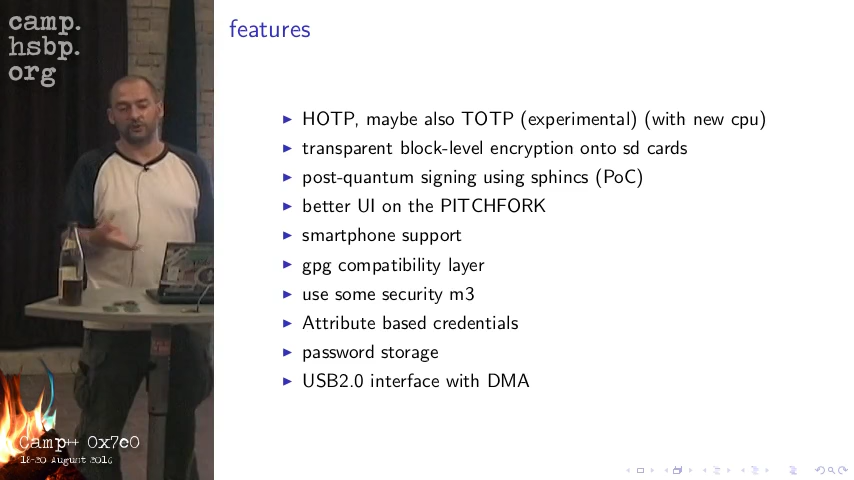 camp.
hsbp.
org
features
HOTP, maybe also TOTP (experimental) (with new cpu)
transparent block-level encryption onto sd cards
post-quantum signing using sphincs (PoC)
better UI on the PITCHFORK
smartphone support
gpg compatibility layer
use some security m3
Attribute based credentials
password storage
USB2.0 interface with DMA
Camp++ 0x7e0
18-20 August 2016